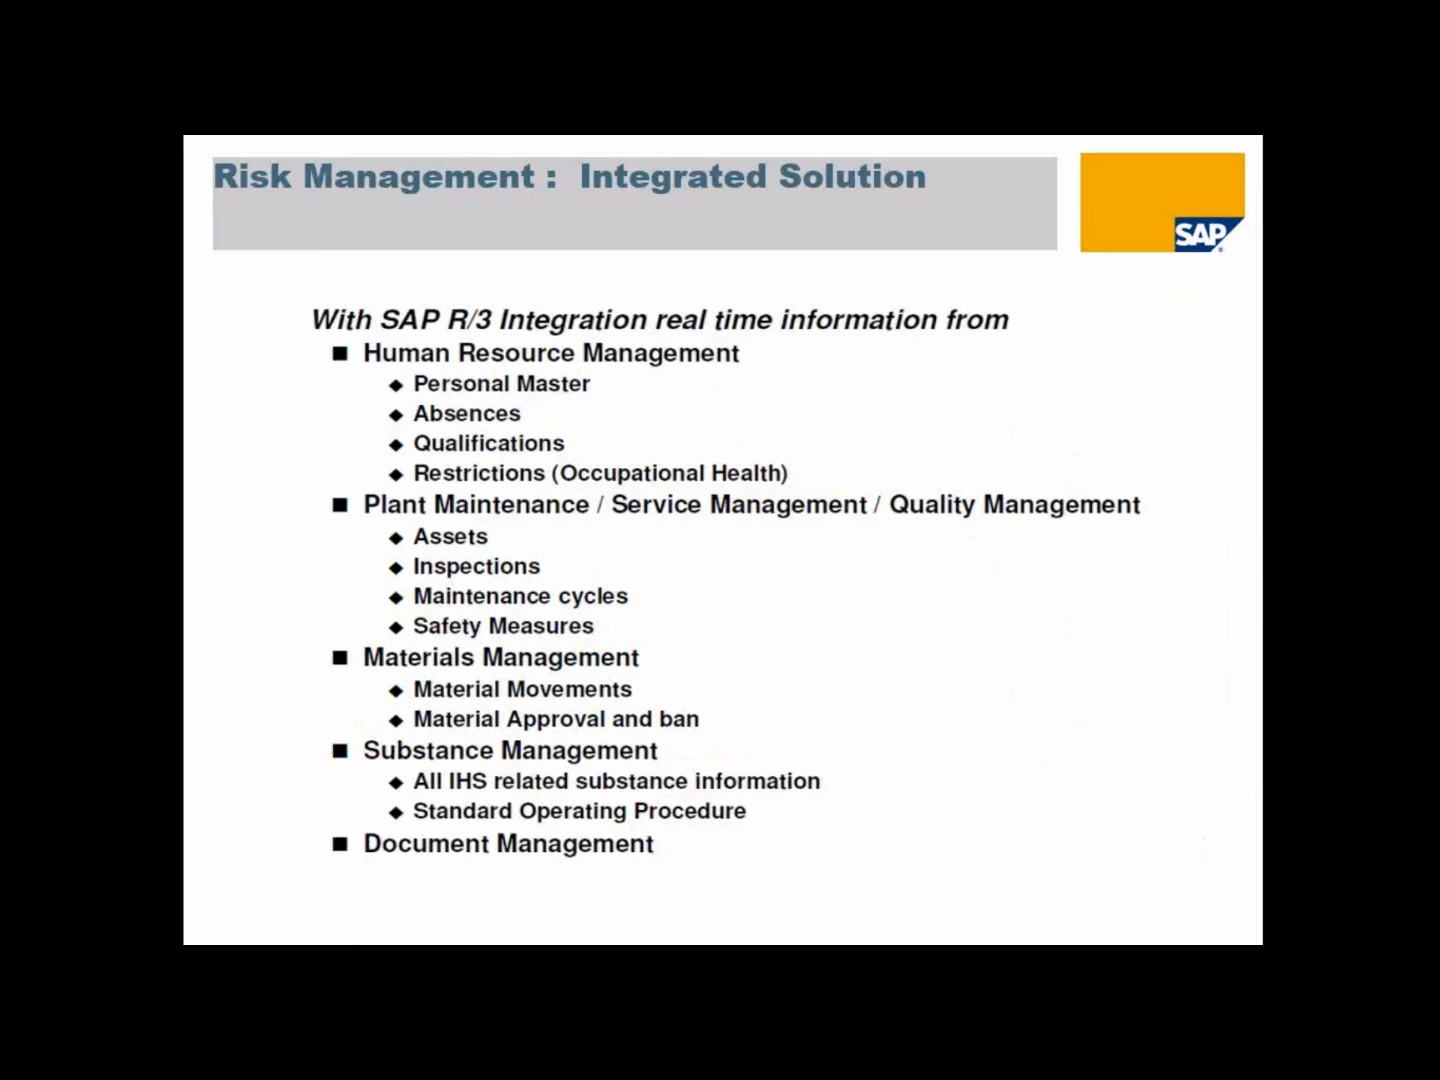 Risk Management :  Integrated Solution
SAP
®
With SAP R/3 Integration real time information from
■ Human Resource Management
◆ Personal Master
◆ Absences
◆ Qualifications
◆ Restrictions (Occupational Health)
■ Plant Maintenance / Service Management / Quality Management
◆ Assets
◆ Inspections
◆ Maintenance cycles
◆ Safety Measures
■ Materials Management
◆ Material Movements
◆ Material Approval and ban
■ Substance Management
◆ All IHS related substance information
◆ Standard Operating Procedure
■ Document Management